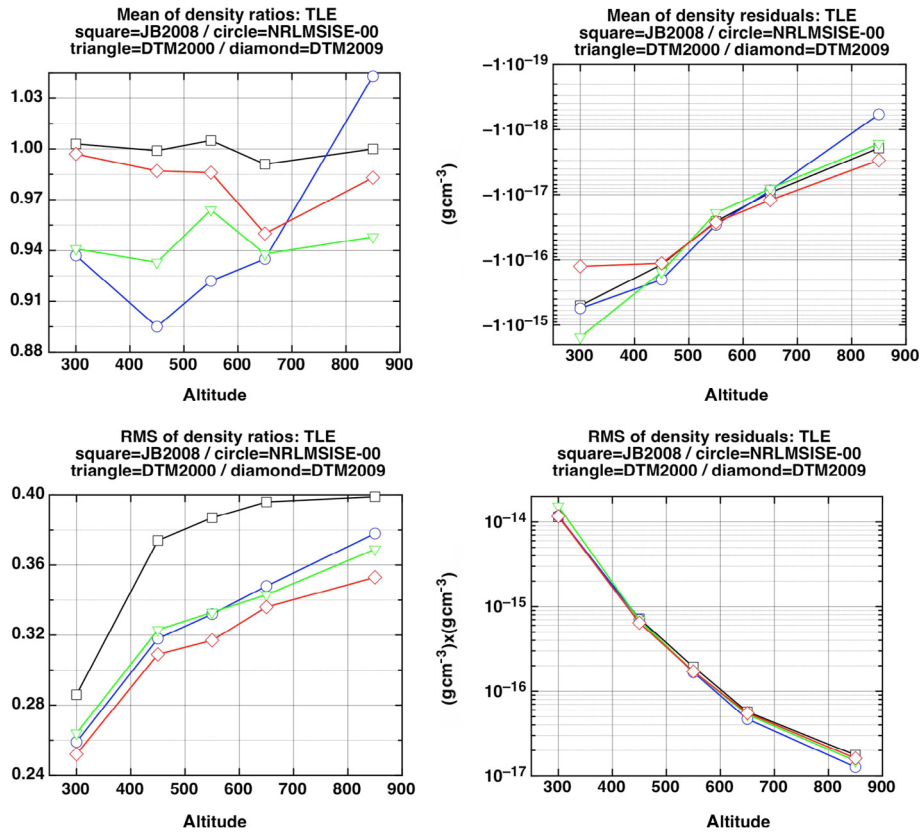 Mean of density ratios: TLE
square=JB2008 / circle=NRLMSISE-00
triangle=DTM2000 / diamond=DTM2009
1.03
1.00
0.97
0.94
0.91
0.88
300 400 500 600 700 800 900
Altitude
Mean of density residuals: TLE
square=JB2008 / circle=NRLMSISE-00
triangle=DTM2000 / diamond=DTM2009
(gcm⁻³)
−1·10⁻¹⁹
−1·10⁻¹⁸
−1·10⁻¹⁷
−1·10⁻¹⁶
−1·10⁻¹⁵
300 400 500 600 700 800 900
Altitude
RMS of density ratios: TLE
square=JB2008 / circle=NRLMSISE-00
triangle=DTM2000 / diamond=DTM2009
0.40
0.36
0.32
0.28
0.24
300 400 500 600 700 800 900
Altitude
RMS of density residuals: TLE
square=JB2008 / circle=NRLMSISE-00
triangle=DTM2000 / diamond=DTM2009
(gcm⁻³)x(gcm⁻³)
10⁻¹⁴
10⁻¹⁵
10⁻¹⁶
10⁻¹⁷
300 400 500 600 700 800 900
Altitude